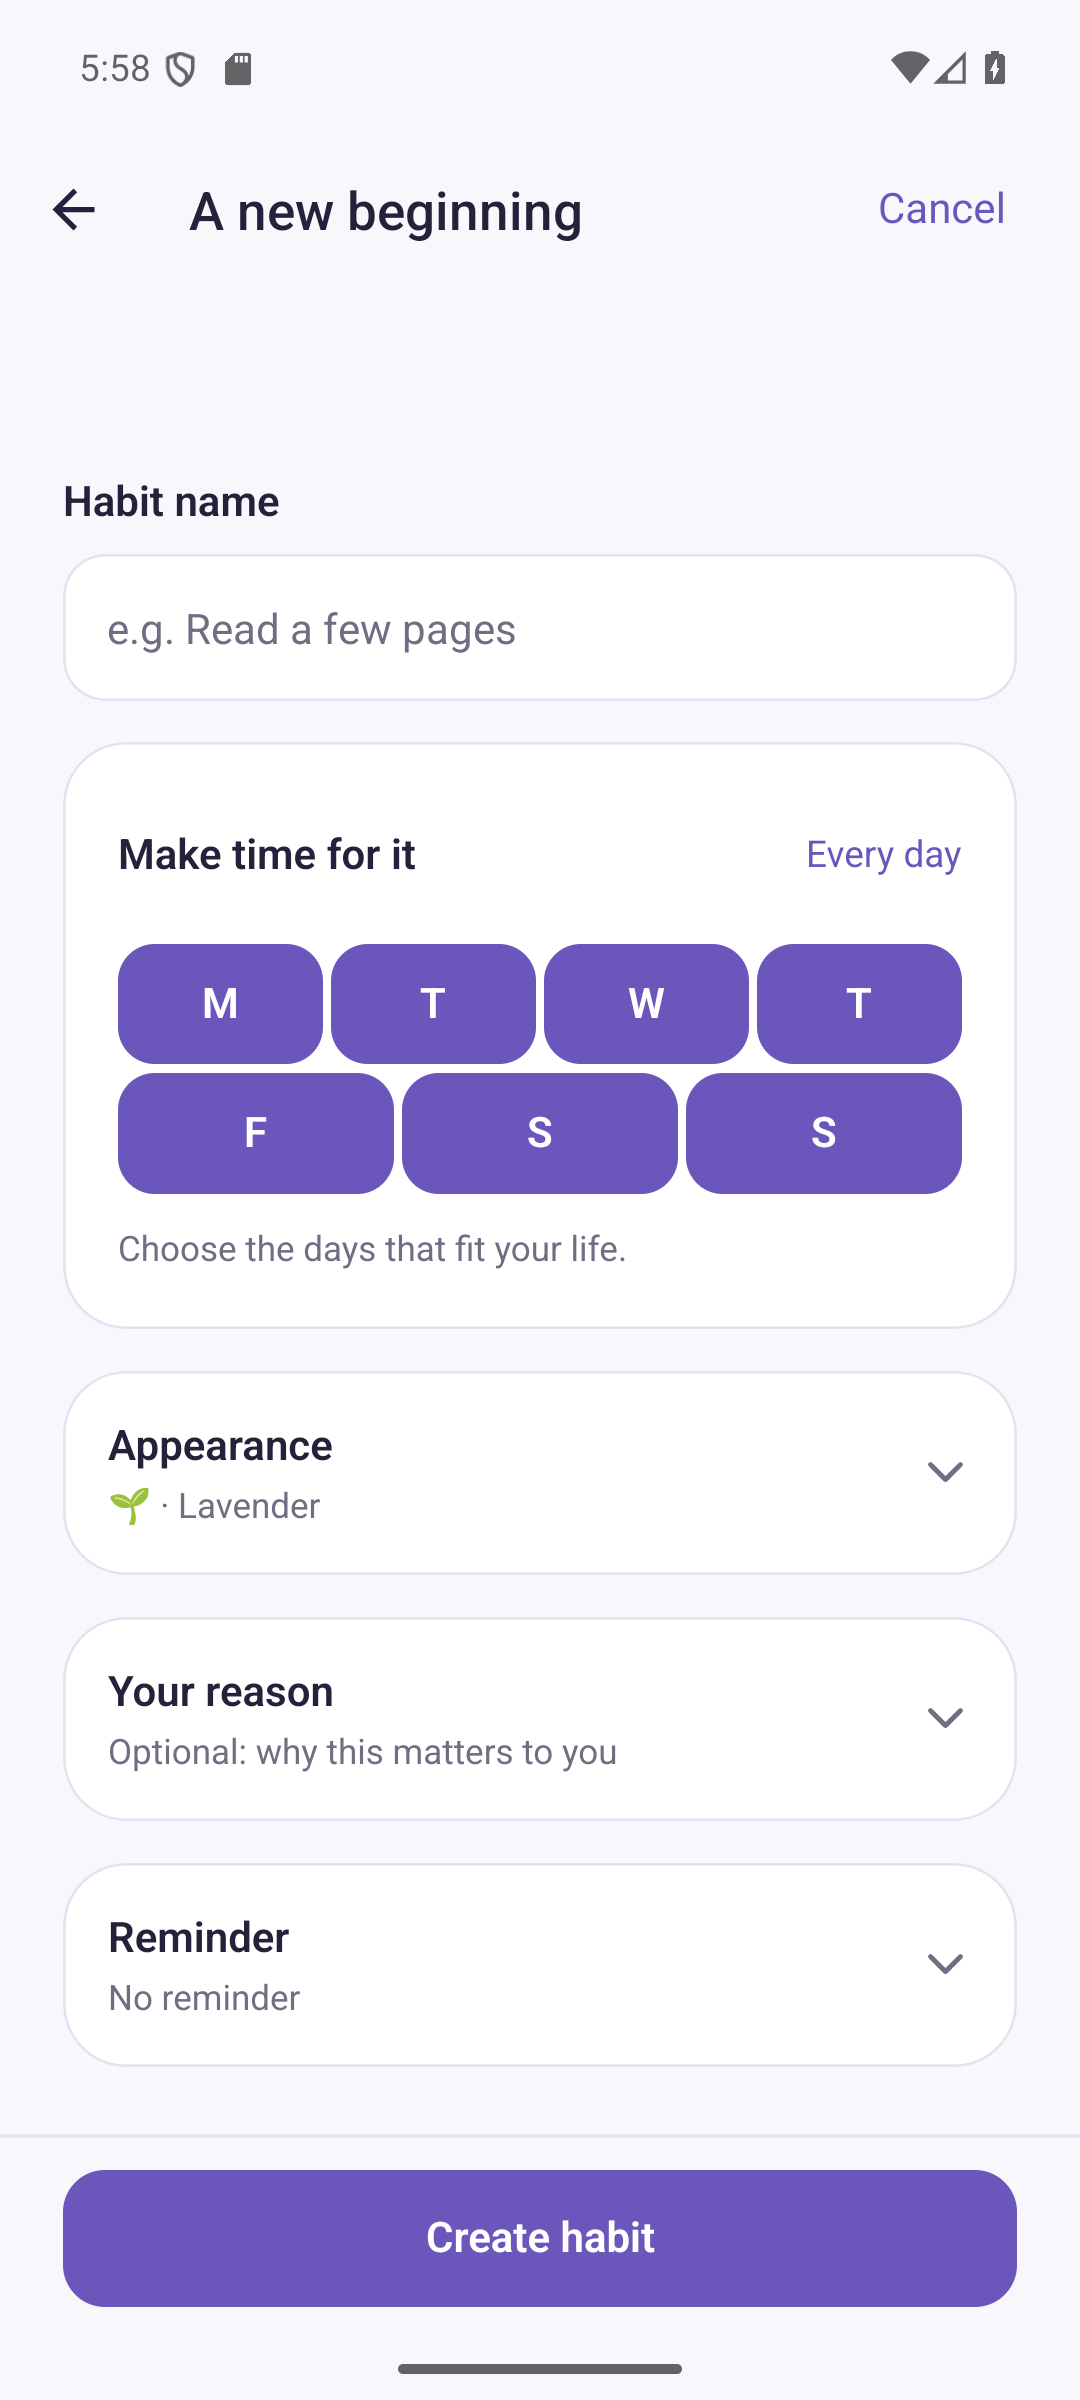 5:58
A new beginning
Cancel
Habit name
e.g. Read a few pages
Make time for it
Every day
M T W T
F S S
Choose the days that fit your life.
Appearance
🌱 · Lavender
Your reason
Optional: why this matters to you
Reminder
No reminder
Create habit